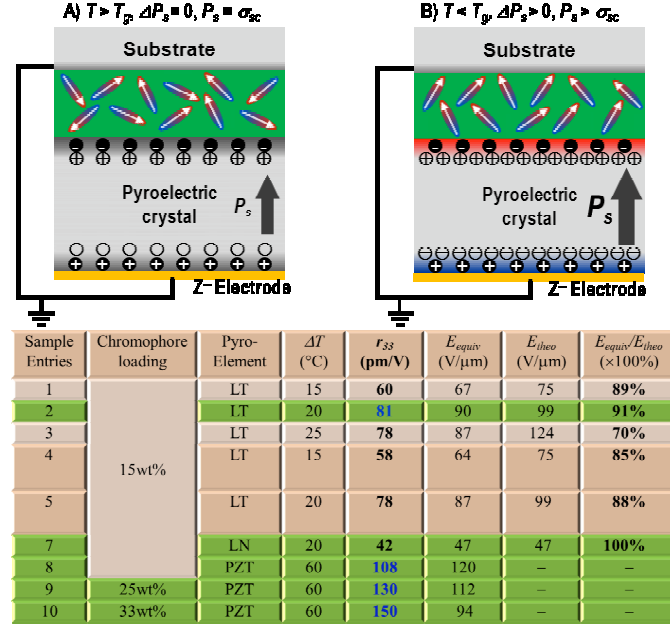 A) T > Tg, ΔPs = 0, Ps = σsc
Substrate
Pyroelectric
crystal
Ps
Z− Electrode
B) T < Tg, ΔPs > 0, Ps > σsc
Substrate
Pyroelectric
crystal
Ps
Z− Electrode
Sample Entries Chromophore loading Pyro-Element ΔT (°C) r33 (pm/V) Eequiv (V/μm) Etheo (V/μm) Eequiv/Etheo (×100%)
1 15wt% LT 15 60 67 75 89%
2 LT 20 81 90 99 91%
3 LT 25 78 87 124 70%
4 LT 15 58 64 75 85%
5 LT 20 78 87 99 88%
7 LN 20 42 47 47 100%
8 PZT 60 108 120 – –
9 25wt% PZT 60 130 112 – –
10 33wt% PZT 60 150 94 – –